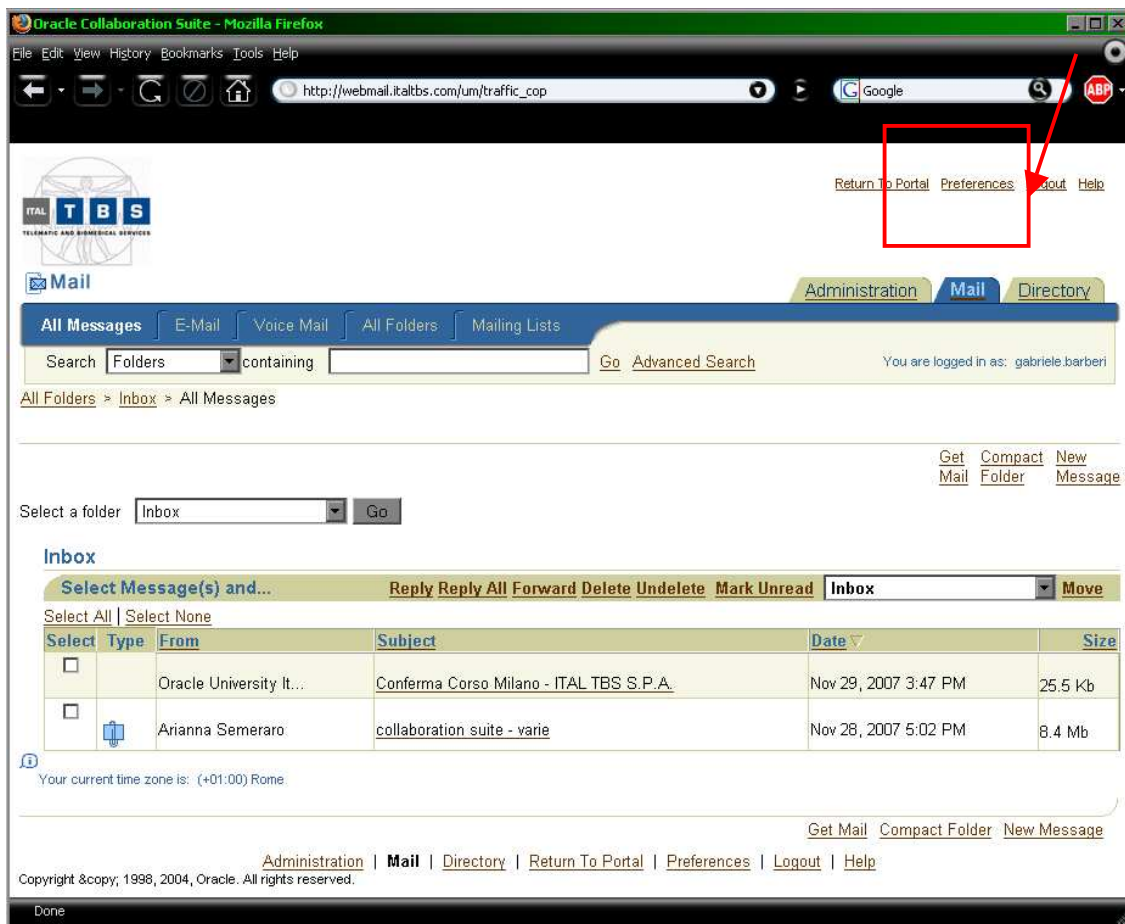 Oracle Collaboration Suite - Mozilla Firefox
File Edit View History Bookmarks Tools Help
http://webmail.italtbs.com/um/traffic_cop
G Google
ABP
Return To Portal Preferences Logout Help
ITAL T B S
TELEMATIC AND BIOMEDICAL SERVICES
Mail
Administration Mail Directory
All Messages E-Mail Voice Mail All Folders Mailing Lists
Search Folders containing Go Advanced Search You are logged in as: gabriele.barberi
All Folders > Inbox > All Messages
Get Mail Compact Folder New Message
Select a folder Inbox Go
Inbox
Select Message(s) and... Reply Reply All Forward Delete Undelete Mark Unread Inbox Move
Select All | Select None
Select Type From Subject Date Size
Oracle University It... Conferma Corso Milano - ITAL TBS S.P.A. Nov 29, 2007 3:47 PM 25.5 Kb
Arianna Semeraro collaboration suite - varie Nov 28, 2007 5:02 PM 8.4 Mb
Your current time zone is: (+01:00) Rome
Get Mail Compact Folder New Message
Administration | Mail | Directory | Return To Portal | Preferences | Logout | Help
Copyright &copy; 1998, 2004, Oracle. All rights reserved.
Done